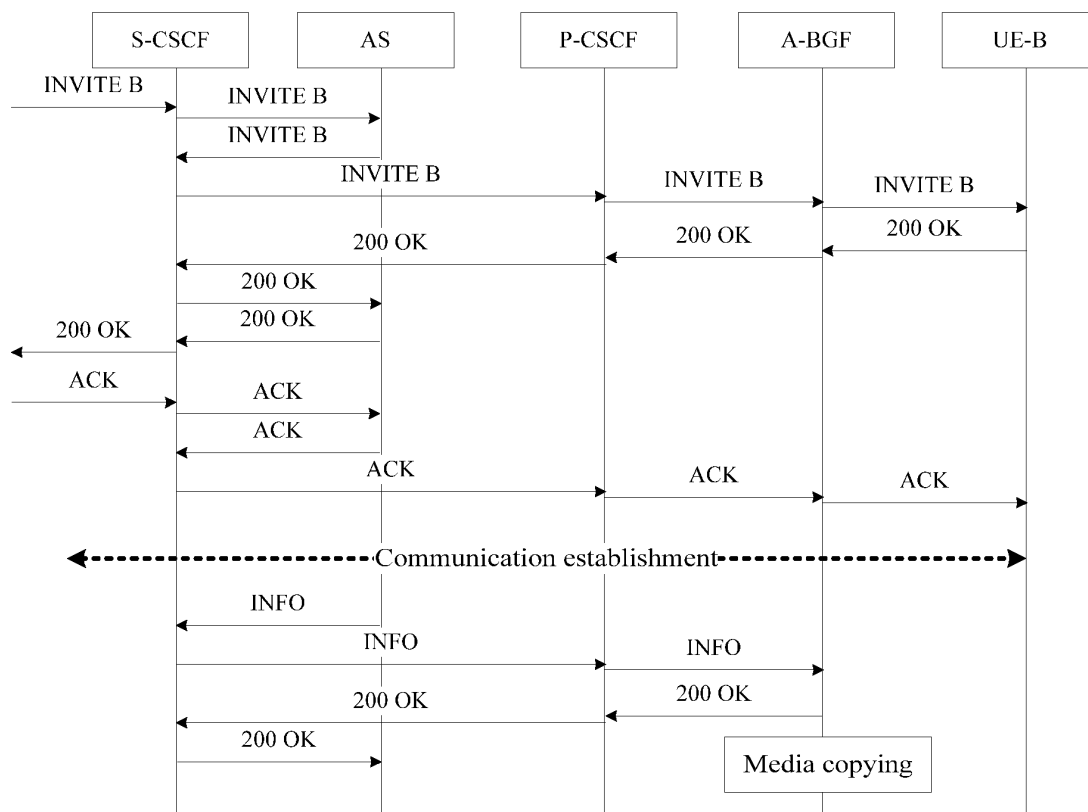 S-CSCF
AS
P-CSCF
A-BGF
UE-B
INVITE B
INVITE B
INVITE B
INVITE B
INVITE B
INVITE B
200 OK
200 OK
200 OK
200 OK
200 OK
200 OK
ACK
ACK
ACK
ACK
ACK
ACK
Communication establishment
INFO
INFO
INFO
200 OK
200 OK
200 OK
Media copying